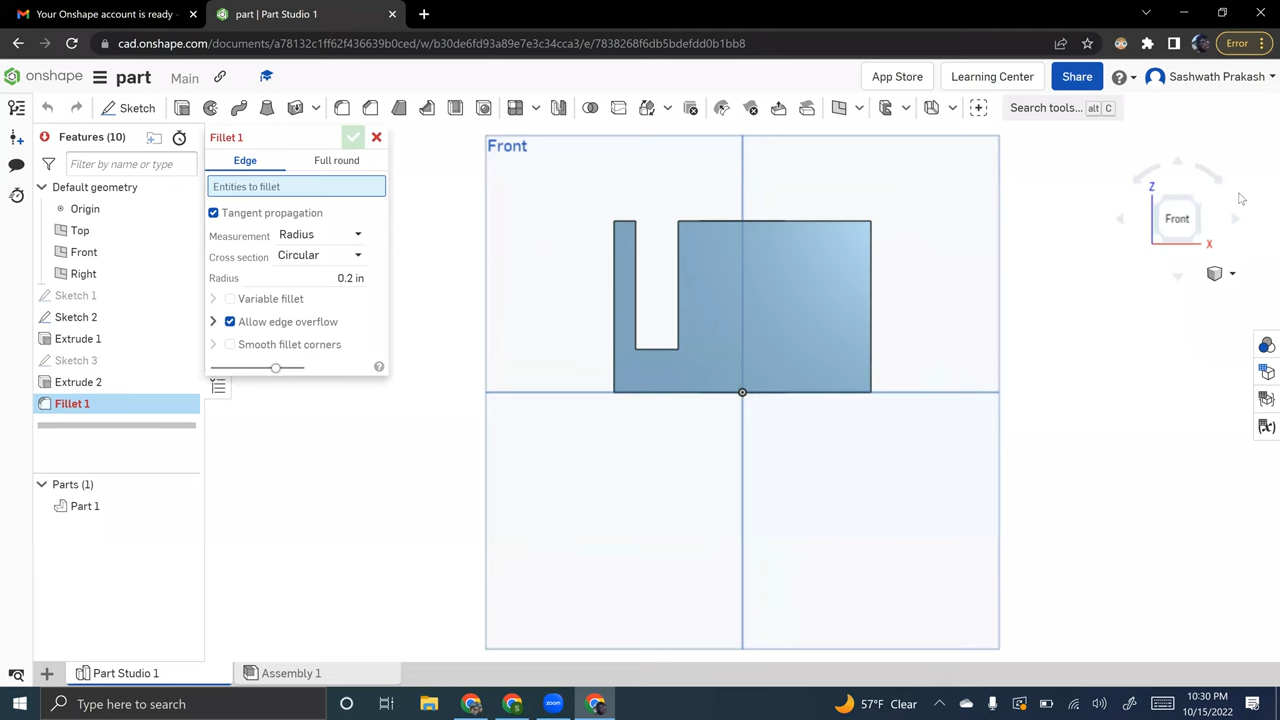 Your Onshape account is ready -
part | Part Studio 1
cad.onshape.com/documents/a78132c1ff62f436639b0ced/w/b30de6fd93a89e7e3c34cca3/e/7838268f6db5bdefdd0b1bb8
Error
onshape
part
Main
App Store
Learning Center
Share
Sashwath Prakash
Sketch
Search tools...
alt
C
Features (10)
Filter by name or type
Default geometry
Origin
Top
Front
Right
Sketch 1
Sketch 2
Extrude 1
Sketch 3
Extrude 2
Fillet 1
Parts (1)
Part 1
Fillet 1
Edge
Full round
Entities to fillet
Tangent propagation
Measurement
Radius
Cross section
Circular
Radius
0.2 in
Variable fillet
Allow edge overflow
Smooth fillet corners
Front
Z
Front
X
Part Studio 1
Assembly 1
Type here to search
zoom
57°F Clear
10:30 PM
10/15/2022